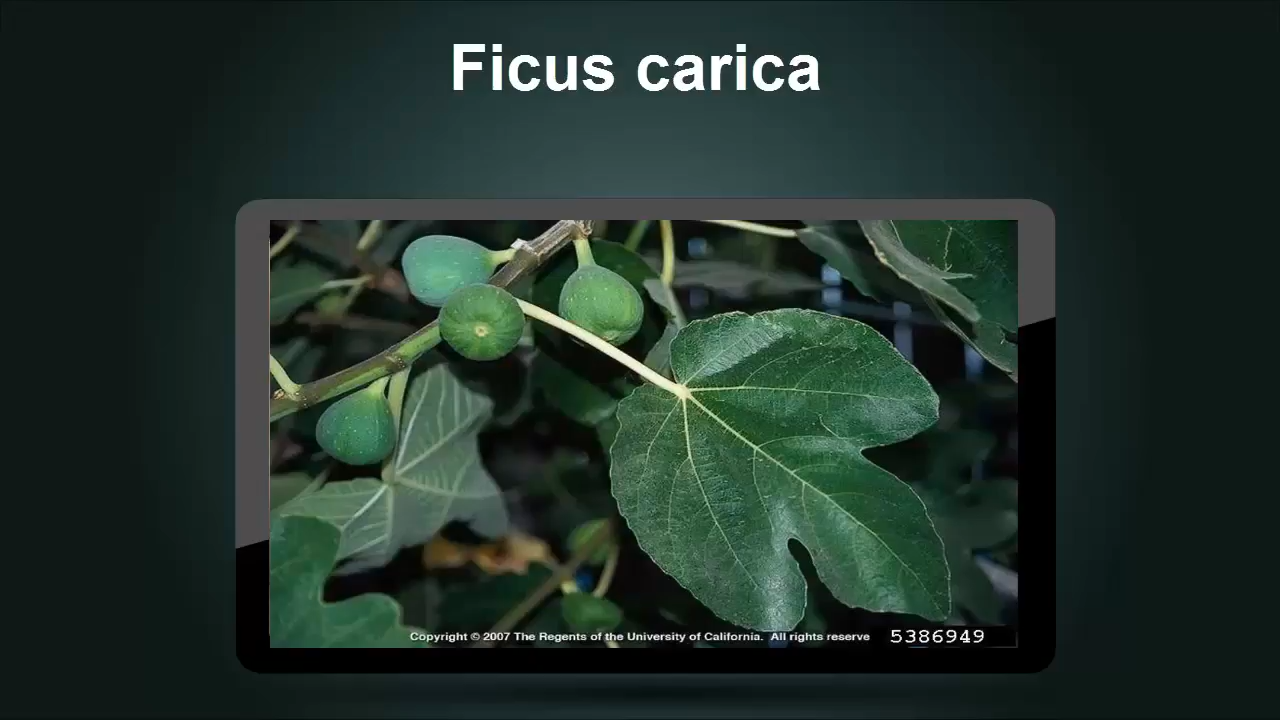 Ficus carica
Copyright © 2007 The Regents of the University of California. All rights reserve
5386949